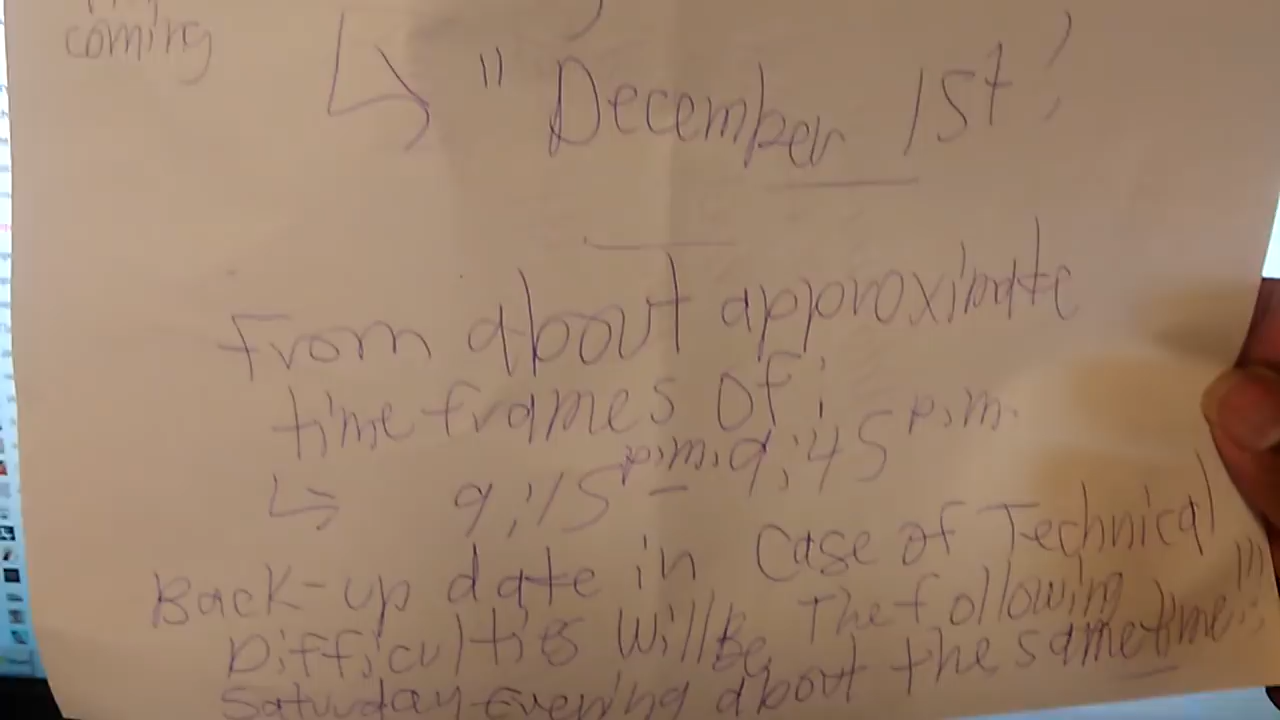 coming
"December 1st!
From about approximate
time frames of:
9:15 p.m. - 9:45 p.m.
Back-up date in Case of Technical
Difficulties Will Be The following
Saturday Evening about the same time!!!